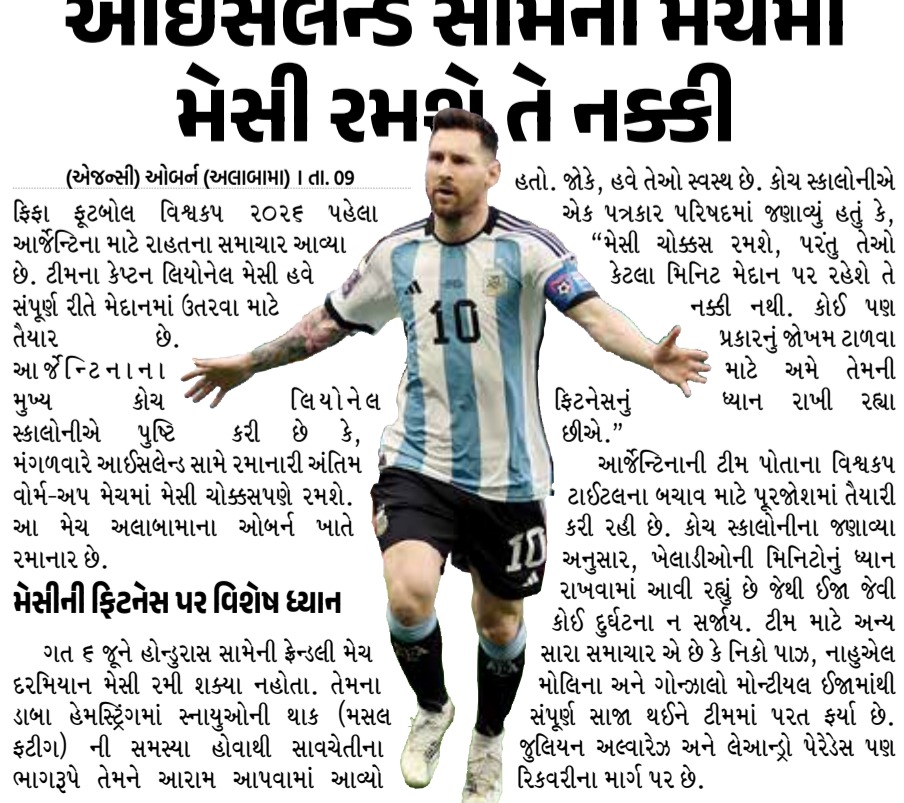 આઈસલેન્ડ સામેની મેચમાં
મેસી રમશે તે નક્કી
(એજન્સી) ઓબર્ન (અલાબામા) । તા. 09
ફિફા ફૂટબોલ વિશ્વકપ ૨૦૨૬ પહેલા
આર્જેન્ટિના માટે રાહતના સમાચાર આવ્યા
છે. ટીમના કેપ્ટન લિયોનેલ મેસી હવે
સંપૂર્ણ રીતે મેદાનમાં ઉતરવા માટે
તૈયાર છે.
આર્જેન્ટિનાના
મુખ્ય કોચ લિયોનેલ
સ્કાલોનીએ પુષ્ટિ કરી છે કે,
મંગળવારે આઈસલેન્ડ સામે રમાનારી અંતિમ
વોર્મ-અપ મેચમાં મેસી ચોક્કસપણે રમશે.
આ મેચ અલાબામાના ઓબર્ન ખાતે
રમાનાર છે.
મેસીની ફિટનેસ પર વિશેષ ધ્યાન
ગત ૬ જૂને હોન્ડુરાસ સામેની ફ્રેન્ડલી મેચ
દરમિયાન મેસી રમી શક્યા નહોતા. તેમના
ડાબા હેમસ્ટ્રિંગમાં સ્નાયુઓની થાક (મસલ
ફટીગ) ની સમસ્યા હોવાથી સાવચેતીના
ભાગરૂપે તેમને આરામ આપવામાં આવ્યો
હતો. જોકે, હવે તેઓ સ્વસ્થ છે. કોચ સ્કાલોનીએ
એક પત્રકાર પરિષદમાં જણાવ્યું હતું કે,
“મેસી ચોક્કસ રમશે, પરંતુ તેઓ
કેટલા મિનિટ મેદાન પર રહેશે તે
નક્કી નથી. કોઈ પણ
પ્રકારનું જોખમ ટાળવા
માટે અમે તેમની
ફિટનેસનું ધ્યાન રાખી રહ્યા
છીએ.”
આર્જેન્ટિનાની ટીમ પોતાના વિશ્વકપ
ટાઈટલના બચાવ માટે પૂરજોશમાં તૈયારી
કરી રહી છે. કોચ સ્કાલોનીના જણાવ્યા
અનુસાર, ખેલાડીઓની મિનિટોનું ધ્યાન
રાખવામાં આવી રહ્યું છે જેથી ઈજા જેવી
કોઈ દુર્ઘટના ન સર્જાય. ટીમ માટે અન્ય
સારા સમાચાર એ છે કે નિકો પાઝ, નાહુએલ
મોલિના અને ગોન્ઝાલો મોન્ટીયલ ઈજામાંથી
સંપૂર્ણ સાજા થઈને ટીમમાં પરત ફર્યા છે.
જુલિયન અલ્વારેઝ અને લેઆન્ડ્રો પેરેડેસ પણ
રિકવરીના માર્ગ પર છે.
10
10